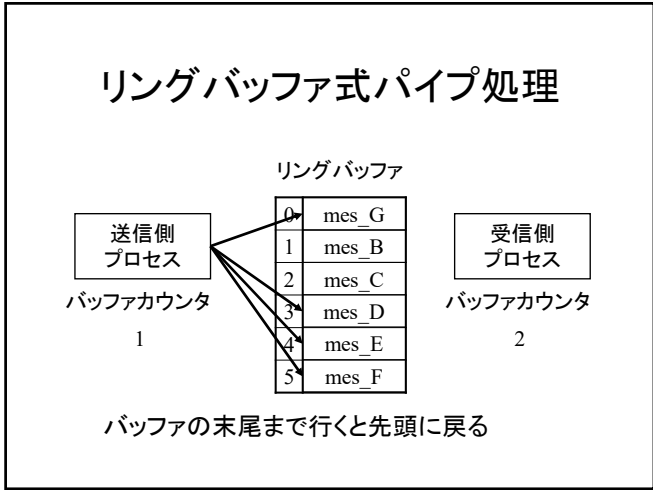 リングバッファ式パイプ処理
リングバッファ
送信側
プロセス
バッファカウンタ
1
0 mes_G
1 mes_B
2 mes_C
3 mes_D
4 mes_E
5 mes_F
受信側
プロセス
バッファカウンタ
2
バッファの末尾まで行くと先頭に戻る